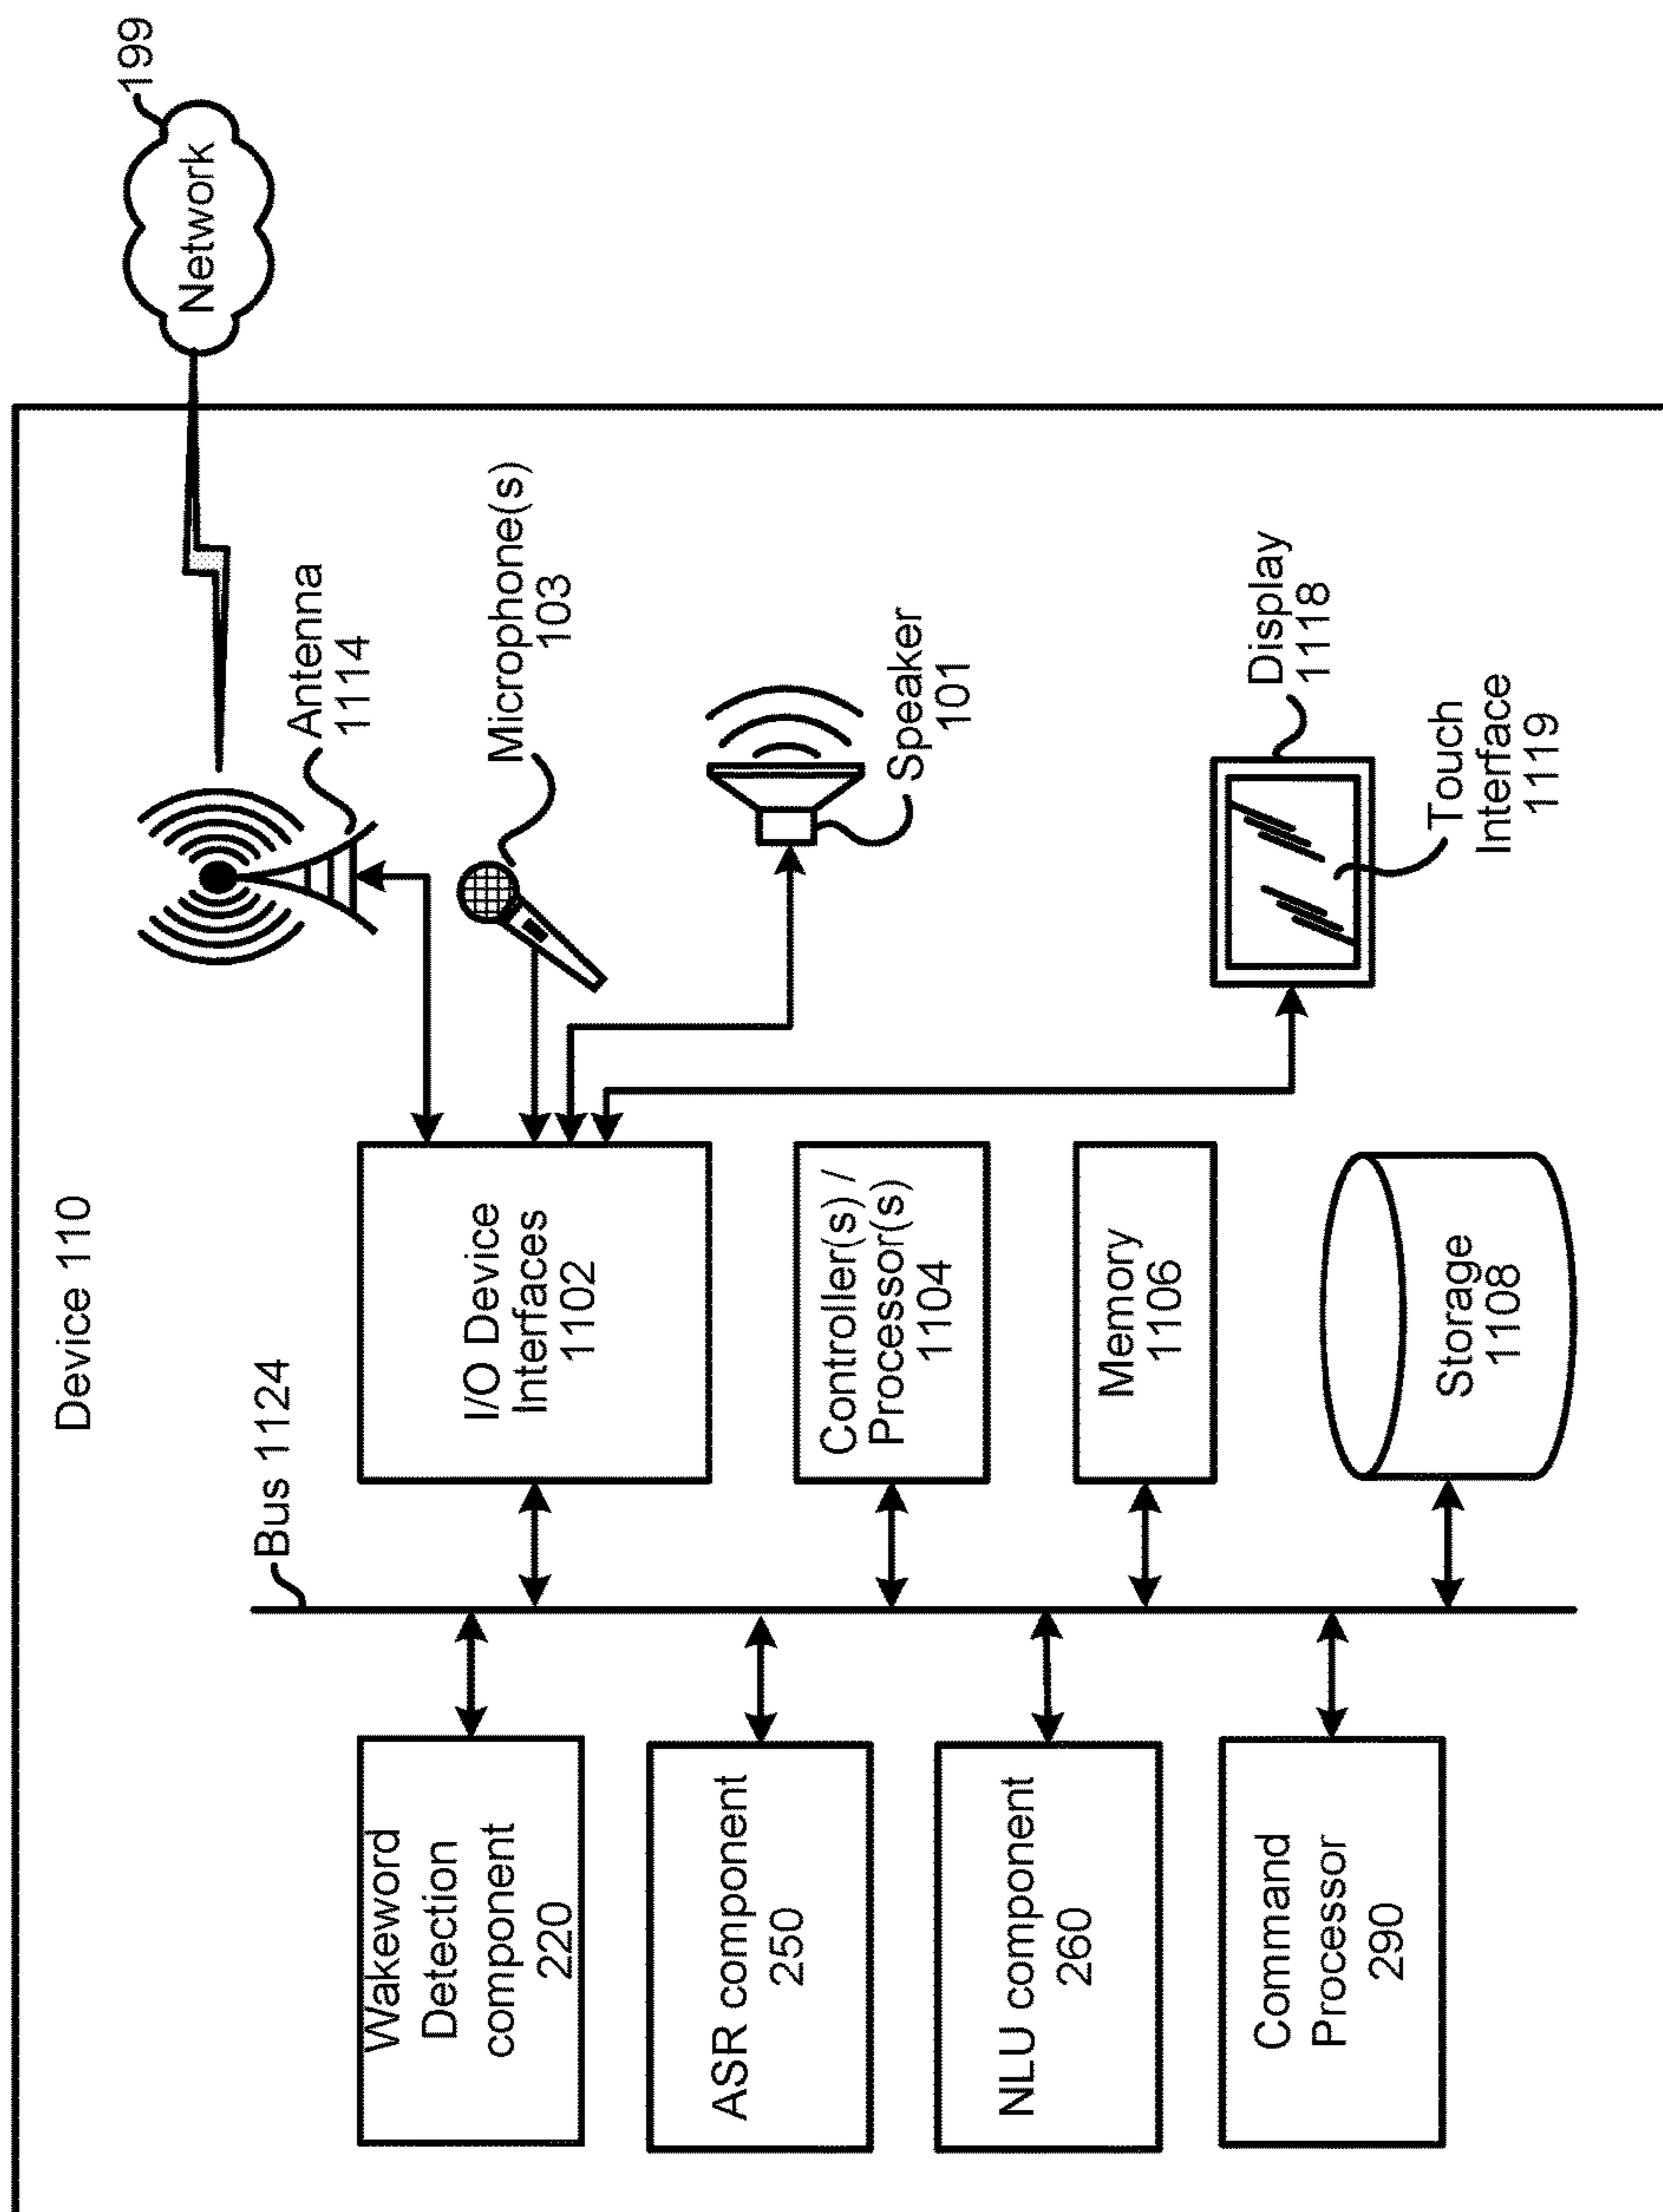 Device 110
Bus 1124
Wakeword
Detection
component
220
ASR component
250
NLU component
260
Command
Processor
290
I/O Device
Interfaces
1102
Controller(s) /
Processor(s)
1104
Memory
1106
Storage
1108
Antenna
1114
Microphone(s)
103
Speaker
101
Display
1118
Touch
Interface
1119
Network
199